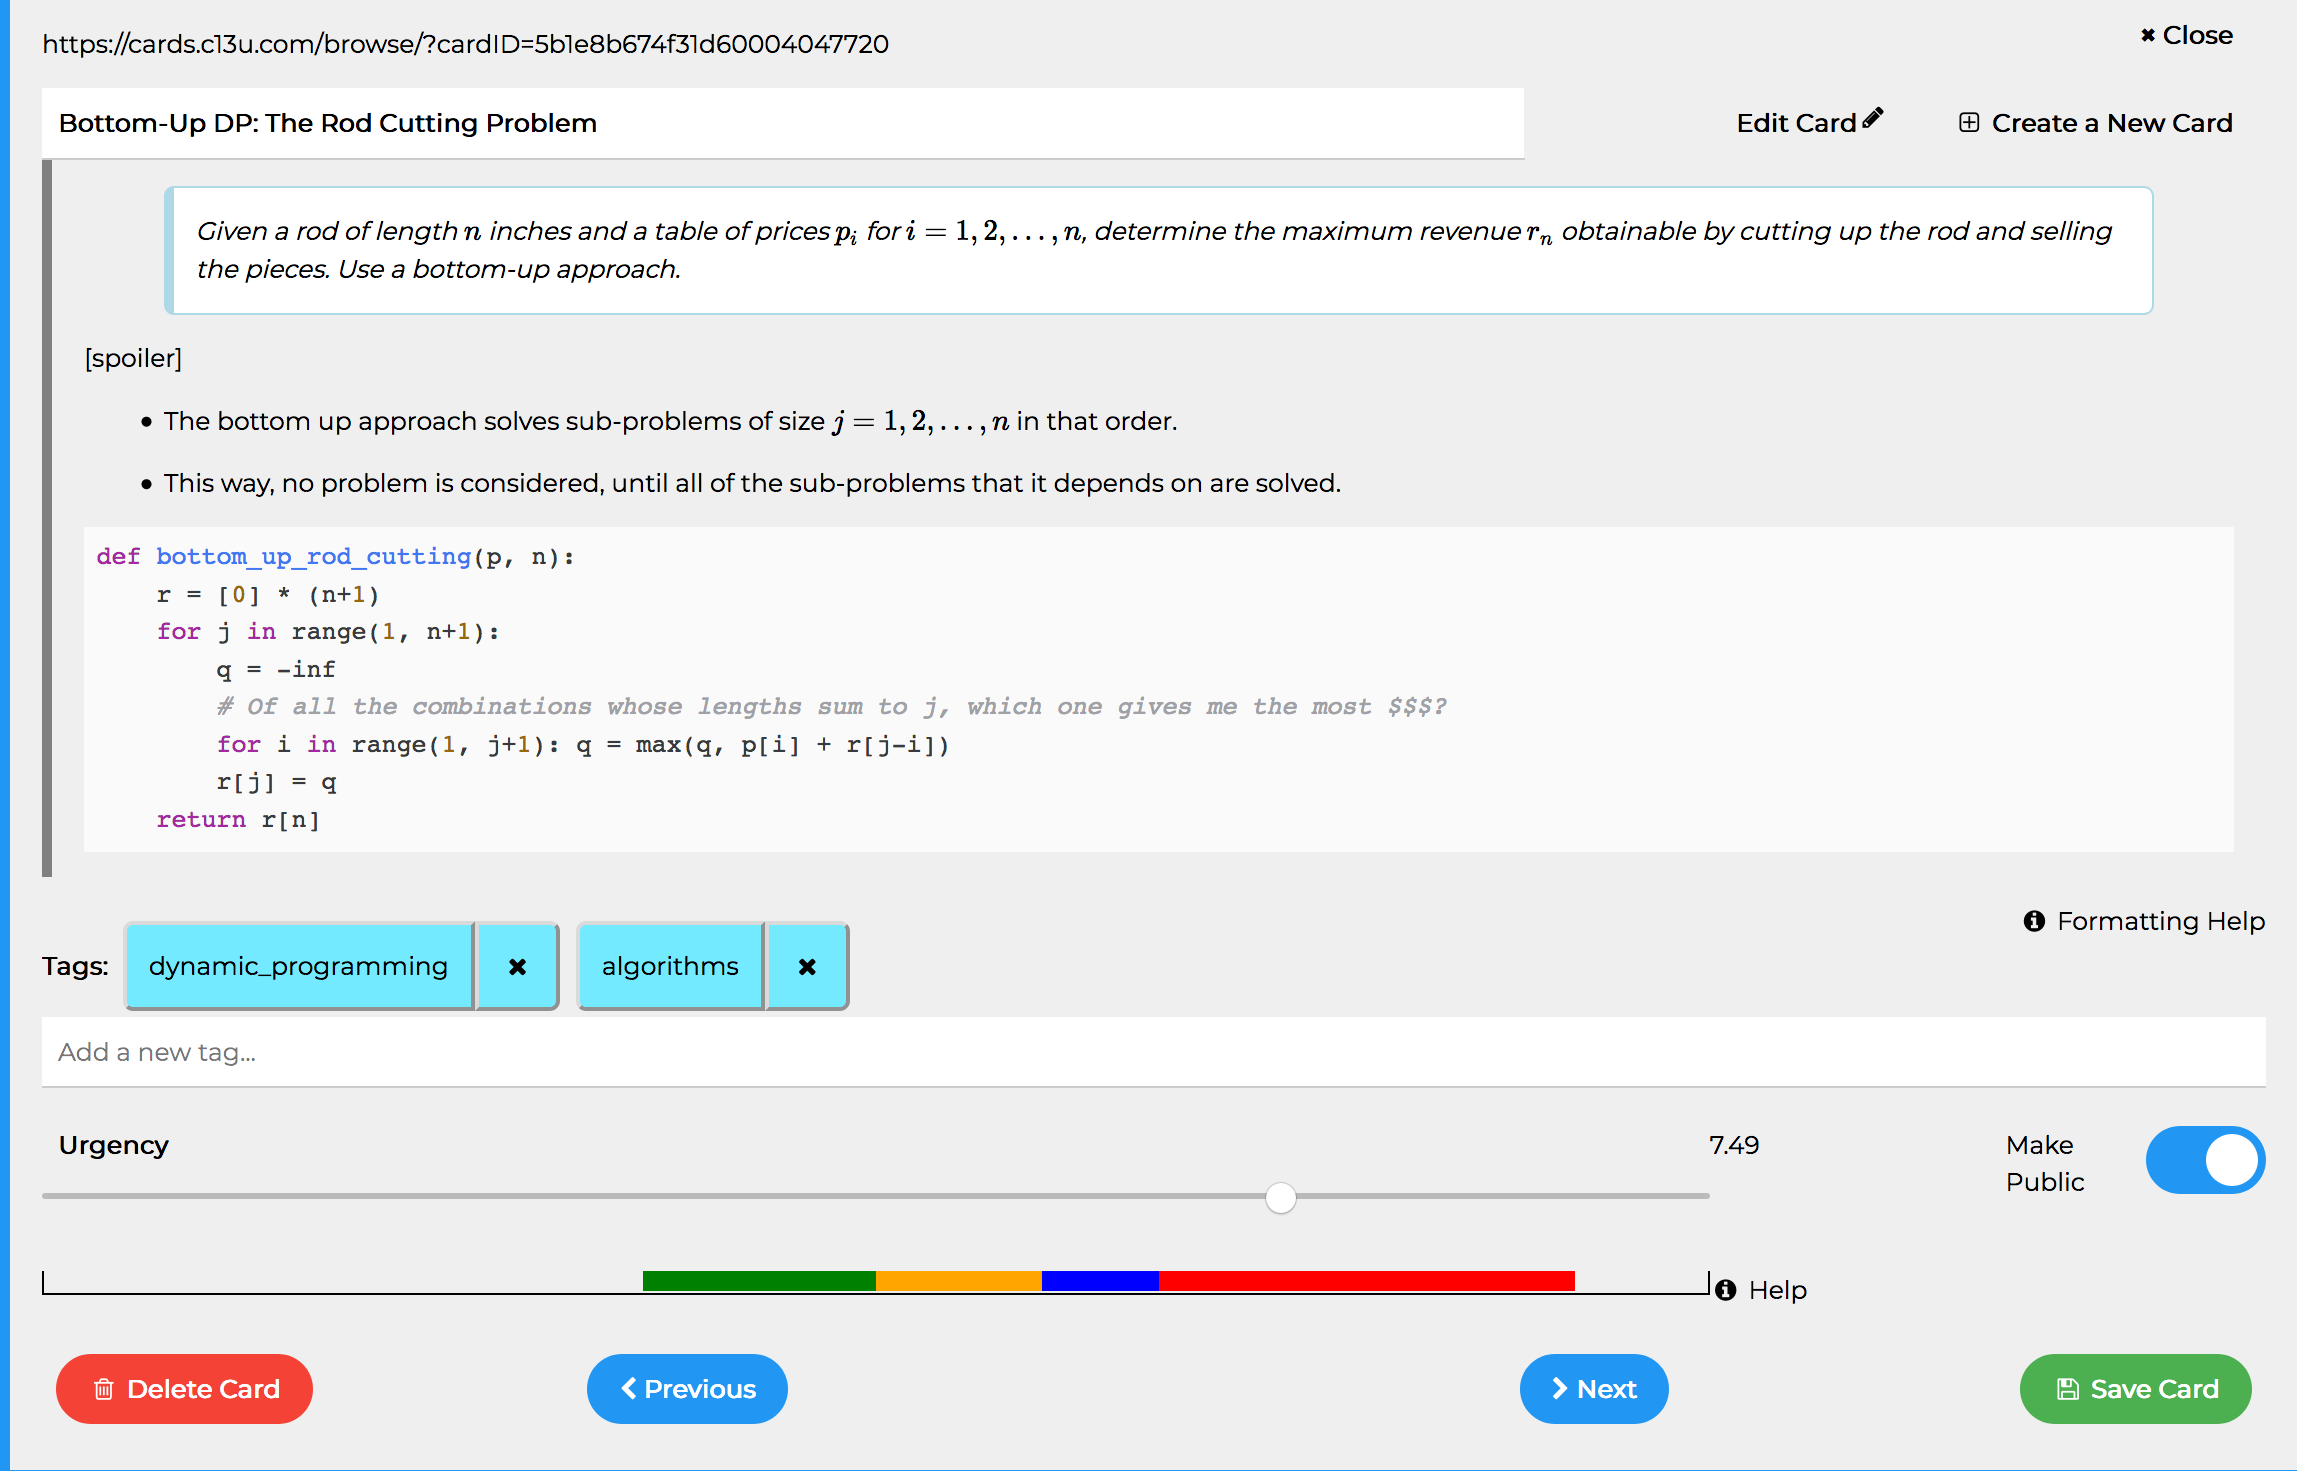 https://cards.c13u.com/browse/?cardID=5b1e8b674f31d60004047720
✖ Close
Bottom-Up DP: The Rod Cutting Problem
Edit Card
Create a New Card
Given a rod of length n inches and a table of prices pᵢ for i = 1, 2, . . . , n, determine the maximum revenue rₙ obtainable by cutting up the rod and selling
the pieces. Use a bottom-up approach.
[spoiler]
• The bottom up approach solves sub-problems of size j = 1, 2, . . . , n in that order.
• This way, no problem is considered, until all of the sub-problems that it depends on are solved.
def bottom_up_rod_cutting(p, n):
    r = [0] * (n+1)
    for j in range(1, n+1):
        q = -inf
        # Of all the combinations whose lengths sum to j, which one gives me the most $$$?
        for i in range(1, j+1): q = max(q, p[i] + r[j-i])
        r[j] = q
    return r[n]
Formatting Help
Tags: dynamic_programming ✖ algorithms ✖
Add a new tag...
Urgency
7.49
Make
Public
Help
Delete Card
Previous
Next
Save Card